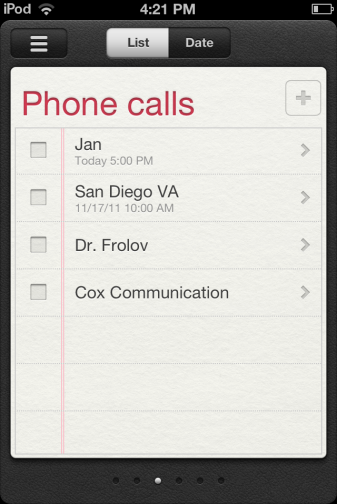 iPod 4:21 PM
List Date
Phone calls
Jan
Today 5:00 PM
San Diego VA
11/17/11 10:00 AM
Dr. Frolov
Cox Communication